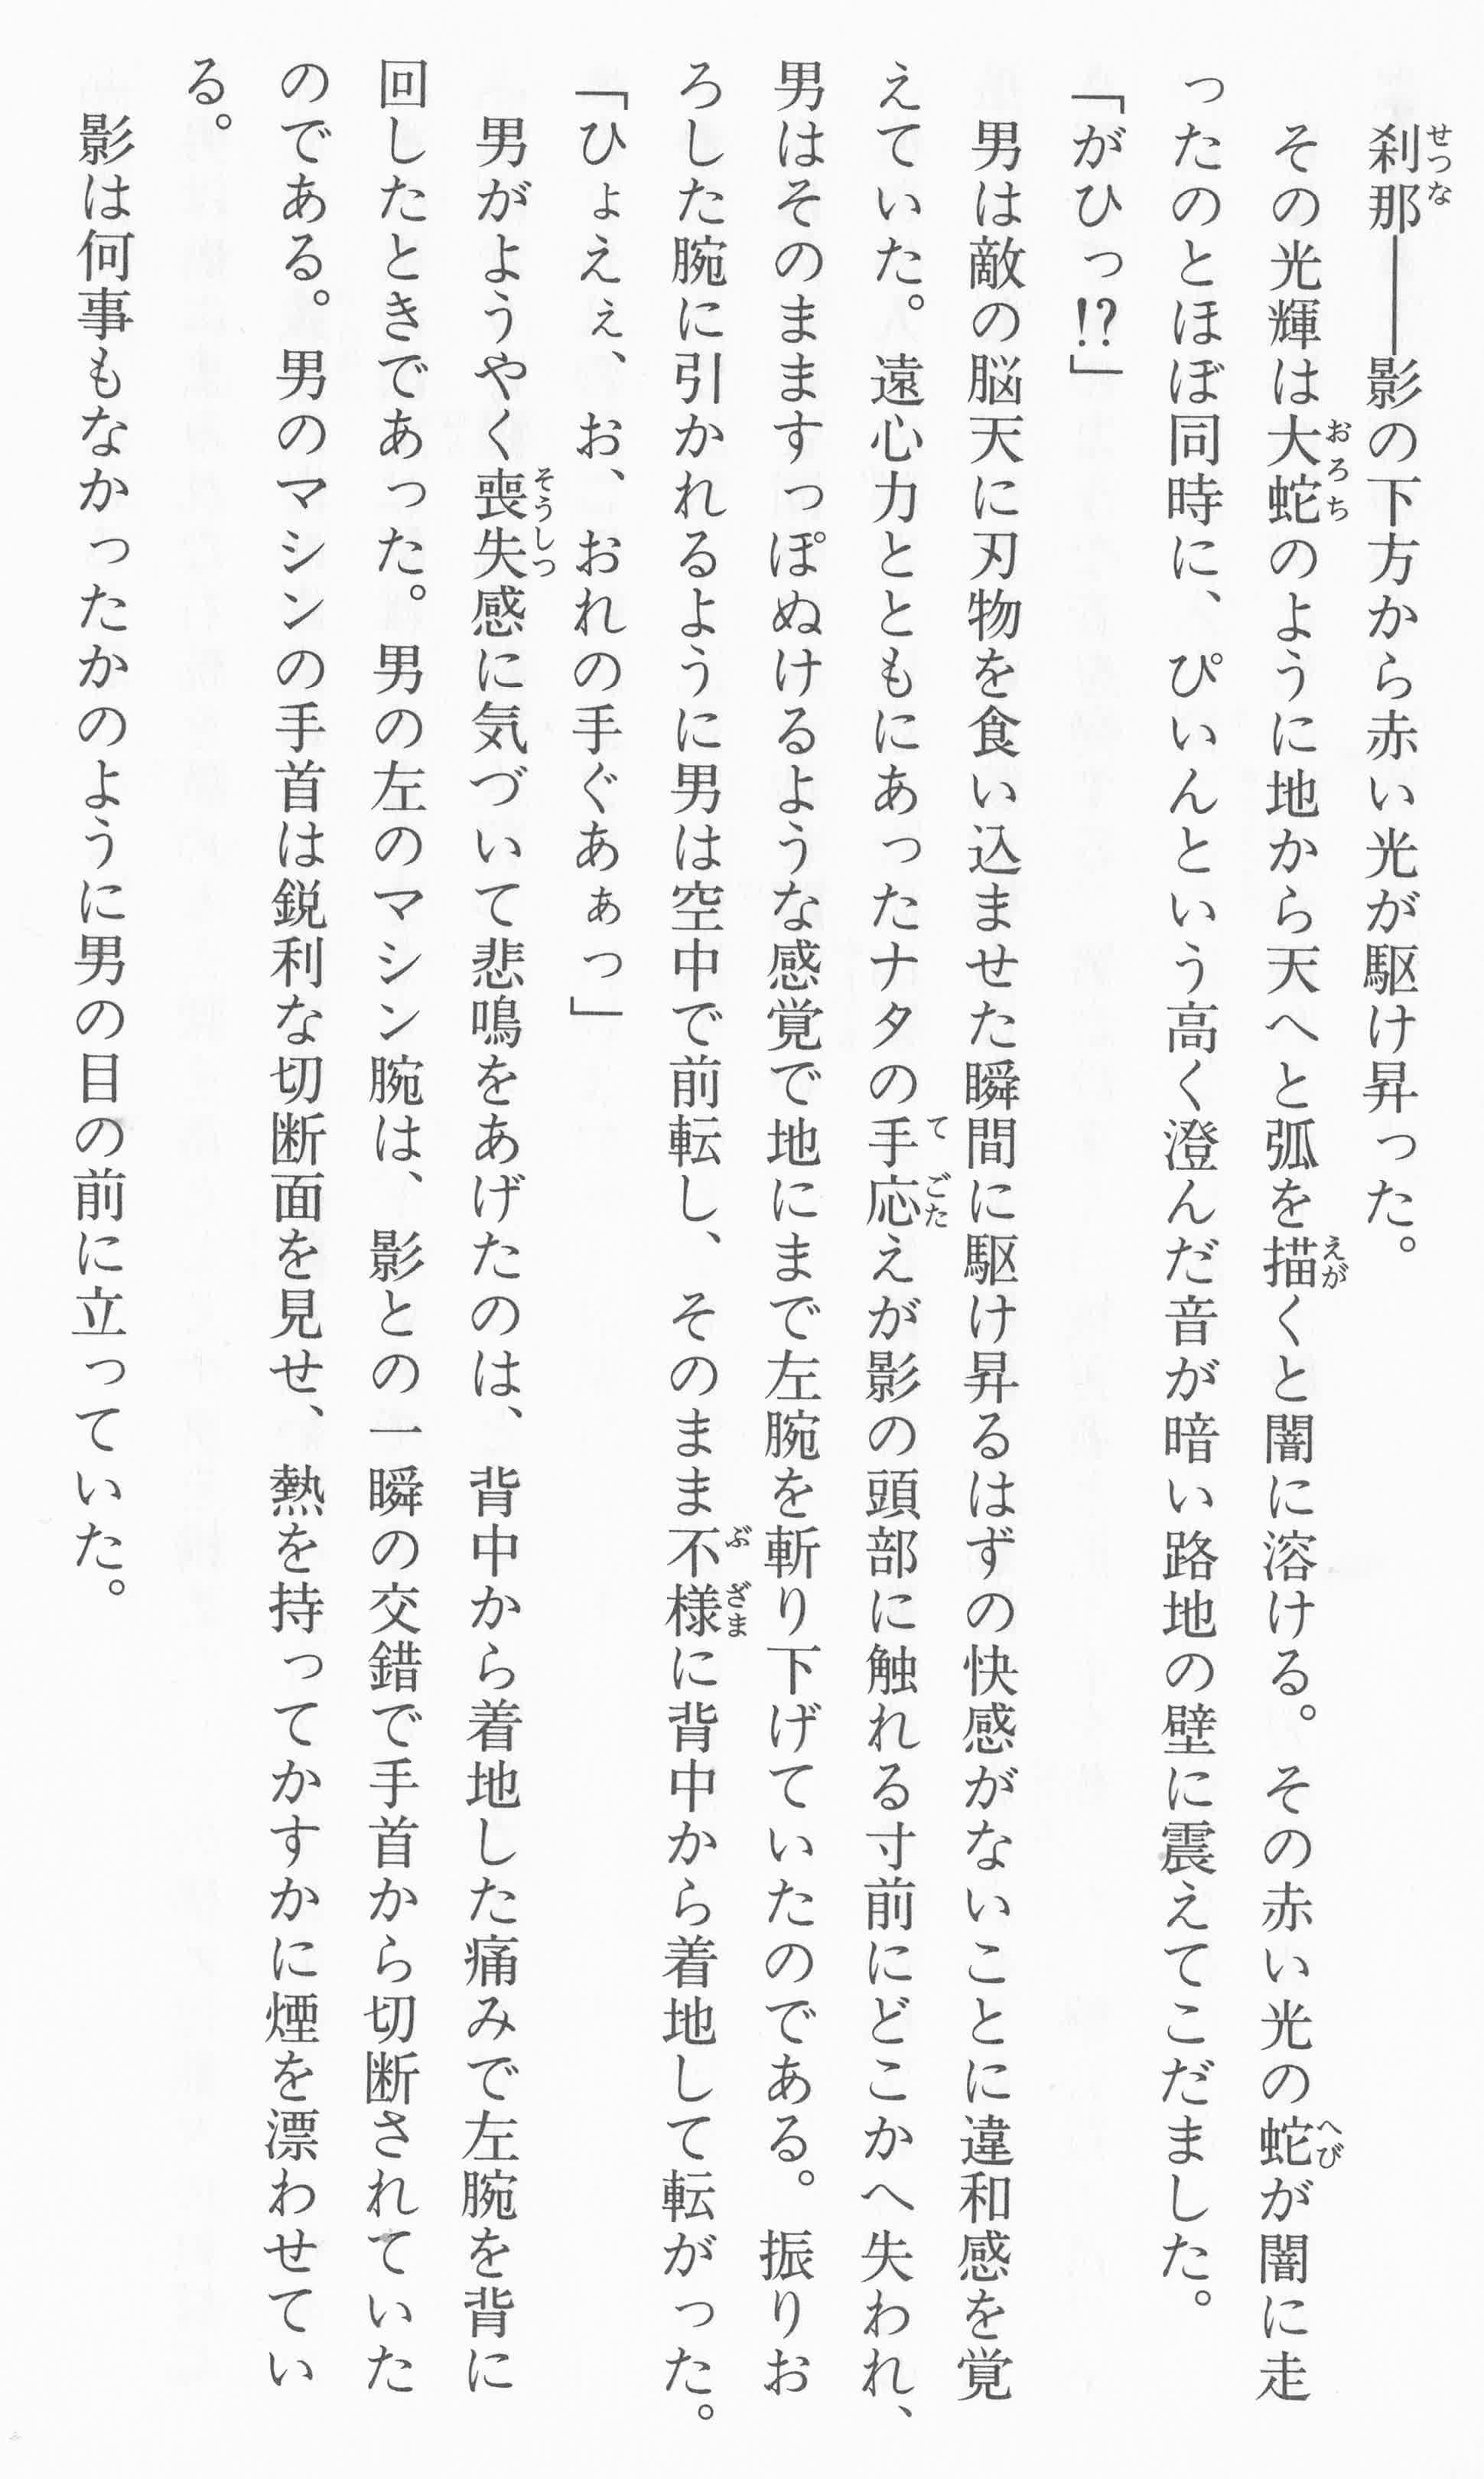 刹那――影の下方から赤い光が駆け昇った。
　その光輝は大蛇のように地から天へと弧を描くと闇に溶ける。その赤い光の蛇が闇に走
ったのとほぼ同時に、ぴいんという高く澄んだ音が暗い路地の壁に震えてこだました。
「がひっ!?」
　男は敵の脳天に刃物を食い込ませた瞬間に駆け昇るはずの快感がないことに違和感を覚
えていた。遠心力とともにあったナタの手応えが影の頭部に触れる寸前にどこかへ失われ、
男はそのまますっぽぬけるような感覚で地にまで左腕を斬り下げていたのである。振りお
ろした腕に引かれるように男は空中で前転し、そのまま不様に背中から着地して転がった。
「ひょえぇ、お、おれの手ぐあぁっ」
　男がようやく喪失感に気づいて悲鳴をあげたのは、背中から着地した痛みで左腕を背に
回したときであった。男の左のマシン腕は、影との一瞬の交錯で手首から切断されていた
のである。男のマシンの手首は鋭利な切断面を見せ、熱を持ってかすかに煙を漂わせてい
る。
　影は何事もなかったかのように男の目の前に立っていた。